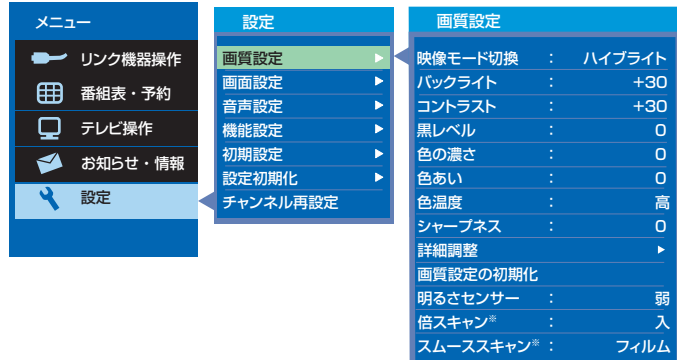 メニュー
リンク機器操作
番組表・予約
テレビ操作
お知らせ・情報
設定
設定
画質設定
画面設定
音声設定
機能設定
初期設定
設定初期化
チャンネル再設定
画質設定
映像モード切換 : ハイブライト
バックライト : +30
コントラスト : +30
黒レベル : 0
色の濃さ : 0
色あい : 0
色温度 : 高
シャープネス : 0
詳細調整
画質設定の初期化
明るさセンサー : 弱
倍スキャン※ : 入
スムーススキャン※ : フィルム